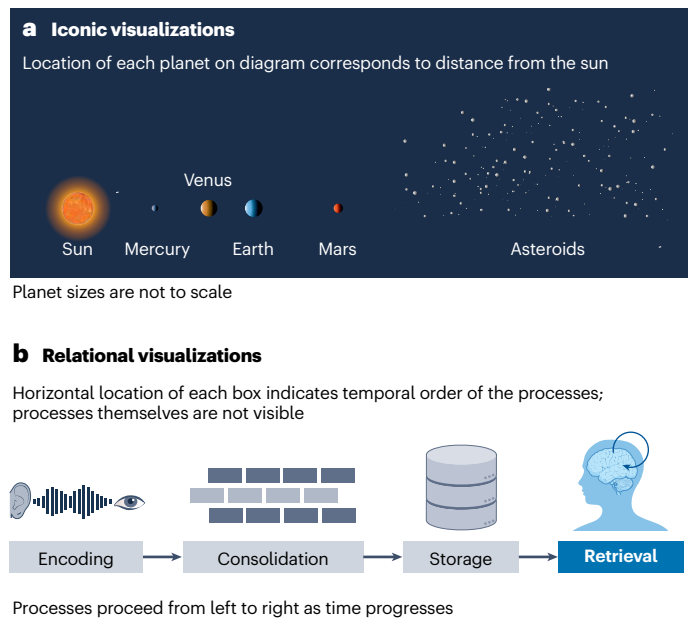 a Iconic visualizations
Location of each planet on diagram corresponds to distance from the sun
Venus
Sun Mercury Earth Mars Asteroids
Planet sizes are not to scale
b Relational visualizations
Horizontal location of each box indicates temporal order of the processes;
processes themselves are not visible
Encoding Consolidation Storage Retrieval
Processes proceed from left to right as time progresses